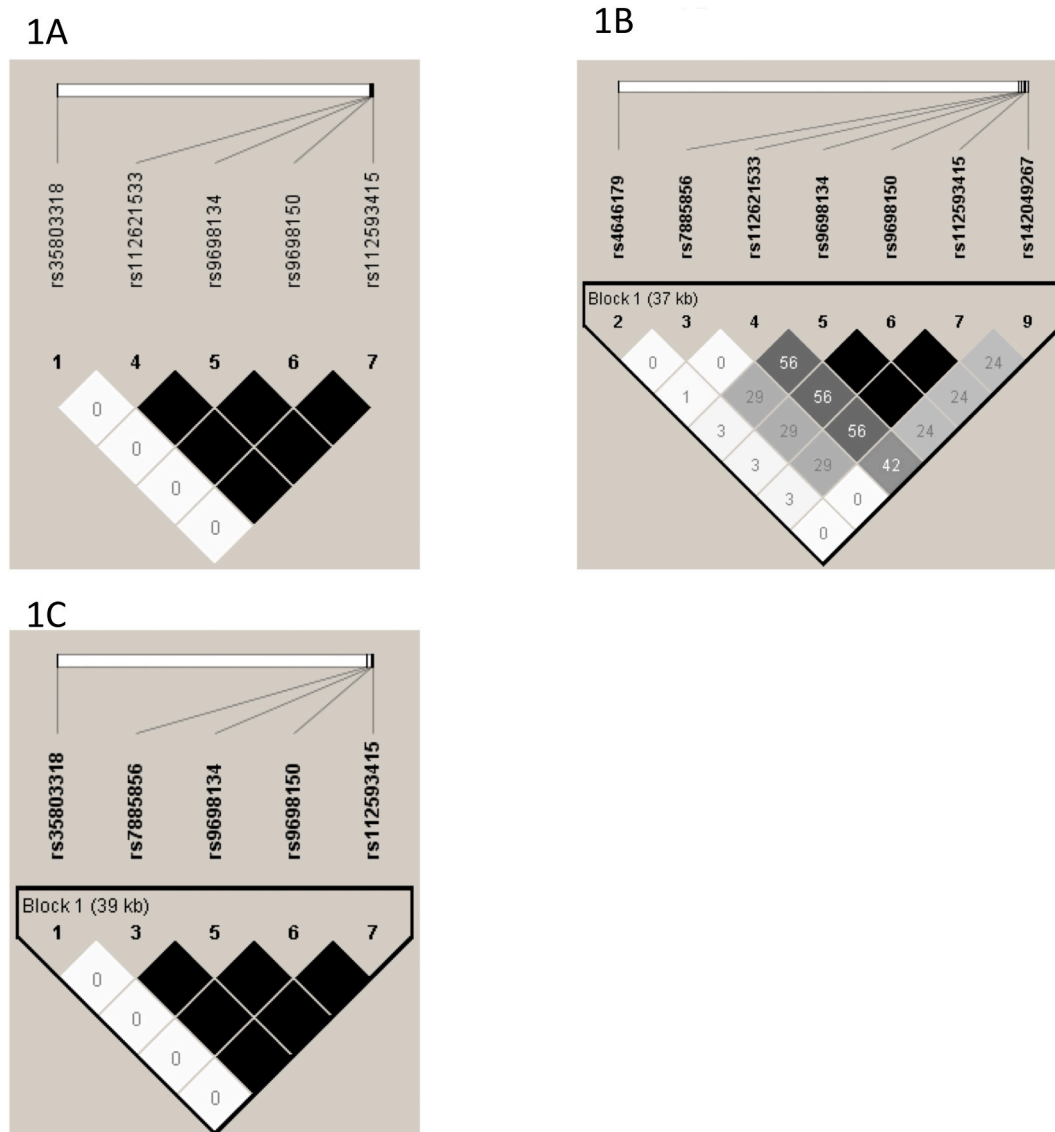 1A
rs35803318 rs112621533 rs9698134 rs9698150 rs112593415
1 4 5 6 7
0
0
0
0
1B
rs4646179 rs7885856 rs112621533 rs9698134 rs9698150 rs112593415 rs142049267
Block 1 (37 kb)
2 3 4 5 6 7 9
0 0 56 24
1 29 56 24
3 29 56 24
3 29 42
3 0
0
1C
rs35803318 rs7885856 rs9698134 rs9698150 rs112593415
Block 1 (39 kb)
1 3 5 6 7
0
0
0
0